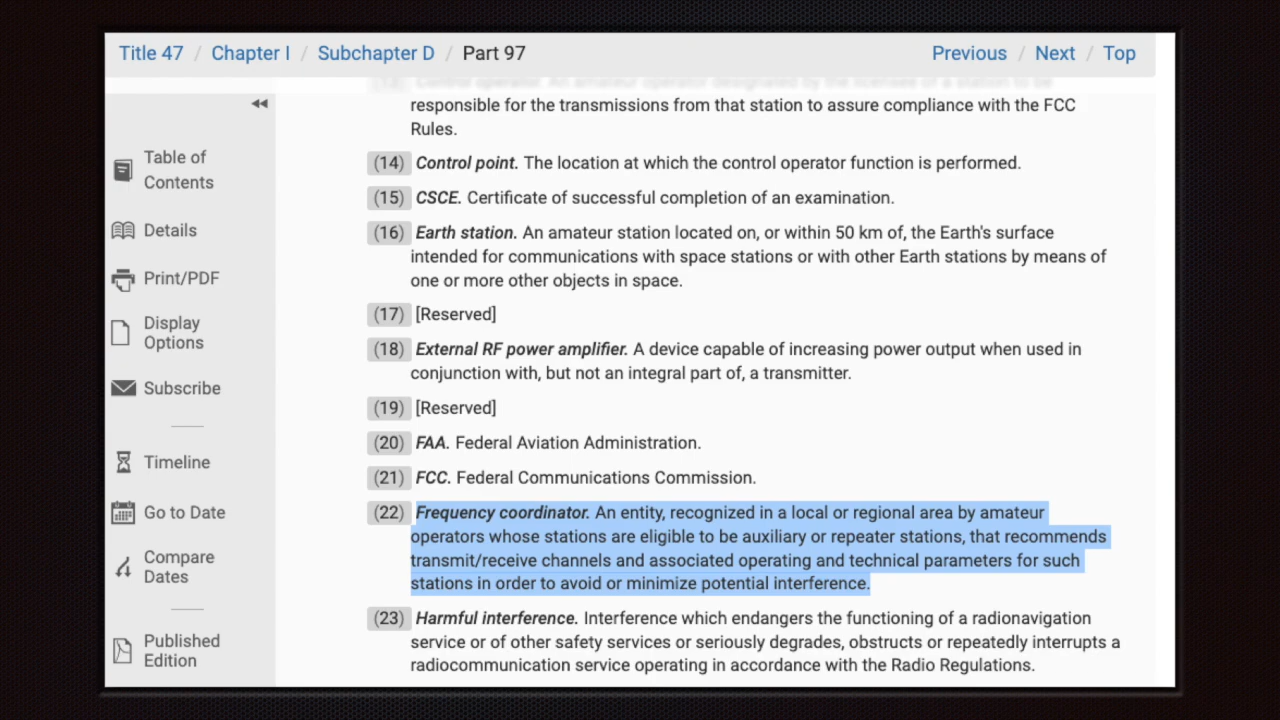 Title 47 / Chapter I / Subchapter D / Part 97
Previous / Next / Top
Table of
Contents
Details
Print/PDF
Display
Options
Subscribe
Timeline
Go to Date
Compare
Dates
Published
Edition
responsible for the transmissions from that station to assure compliance with the FCC
Rules.
(14) Control point. The location at which the control operator function is performed.
(15) CSCE. Certificate of successful completion of an examination.
(16) Earth station. An amateur station located on, or within 50 km of, the Earth's surface
intended for communications with space stations or with other Earth stations by means of
one or more other objects in space.
(17) [Reserved]
(18) External RF power amplifier. A device capable of increasing power output when used in
conjunction with, but not an integral part of, a transmitter.
(19) [Reserved]
(20) FAA. Federal Aviation Administration.
(21) FCC. Federal Communications Commission.
(22) Frequency coordinator. An entity, recognized in a local or regional area by amateur
operators whose stations are eligible to be auxiliary or repeater stations, that recommends
transmit/receive channels and associated operating and technical parameters for such
stations in order to avoid or minimize potential interference.
(23) Harmful interference. Interference which endangers the functioning of a radionavigation
service or of other safety services or seriously degrades, obstructs or repeatedly interrupts a
radiocommunication service operating in accordance with the Radio Regulations.